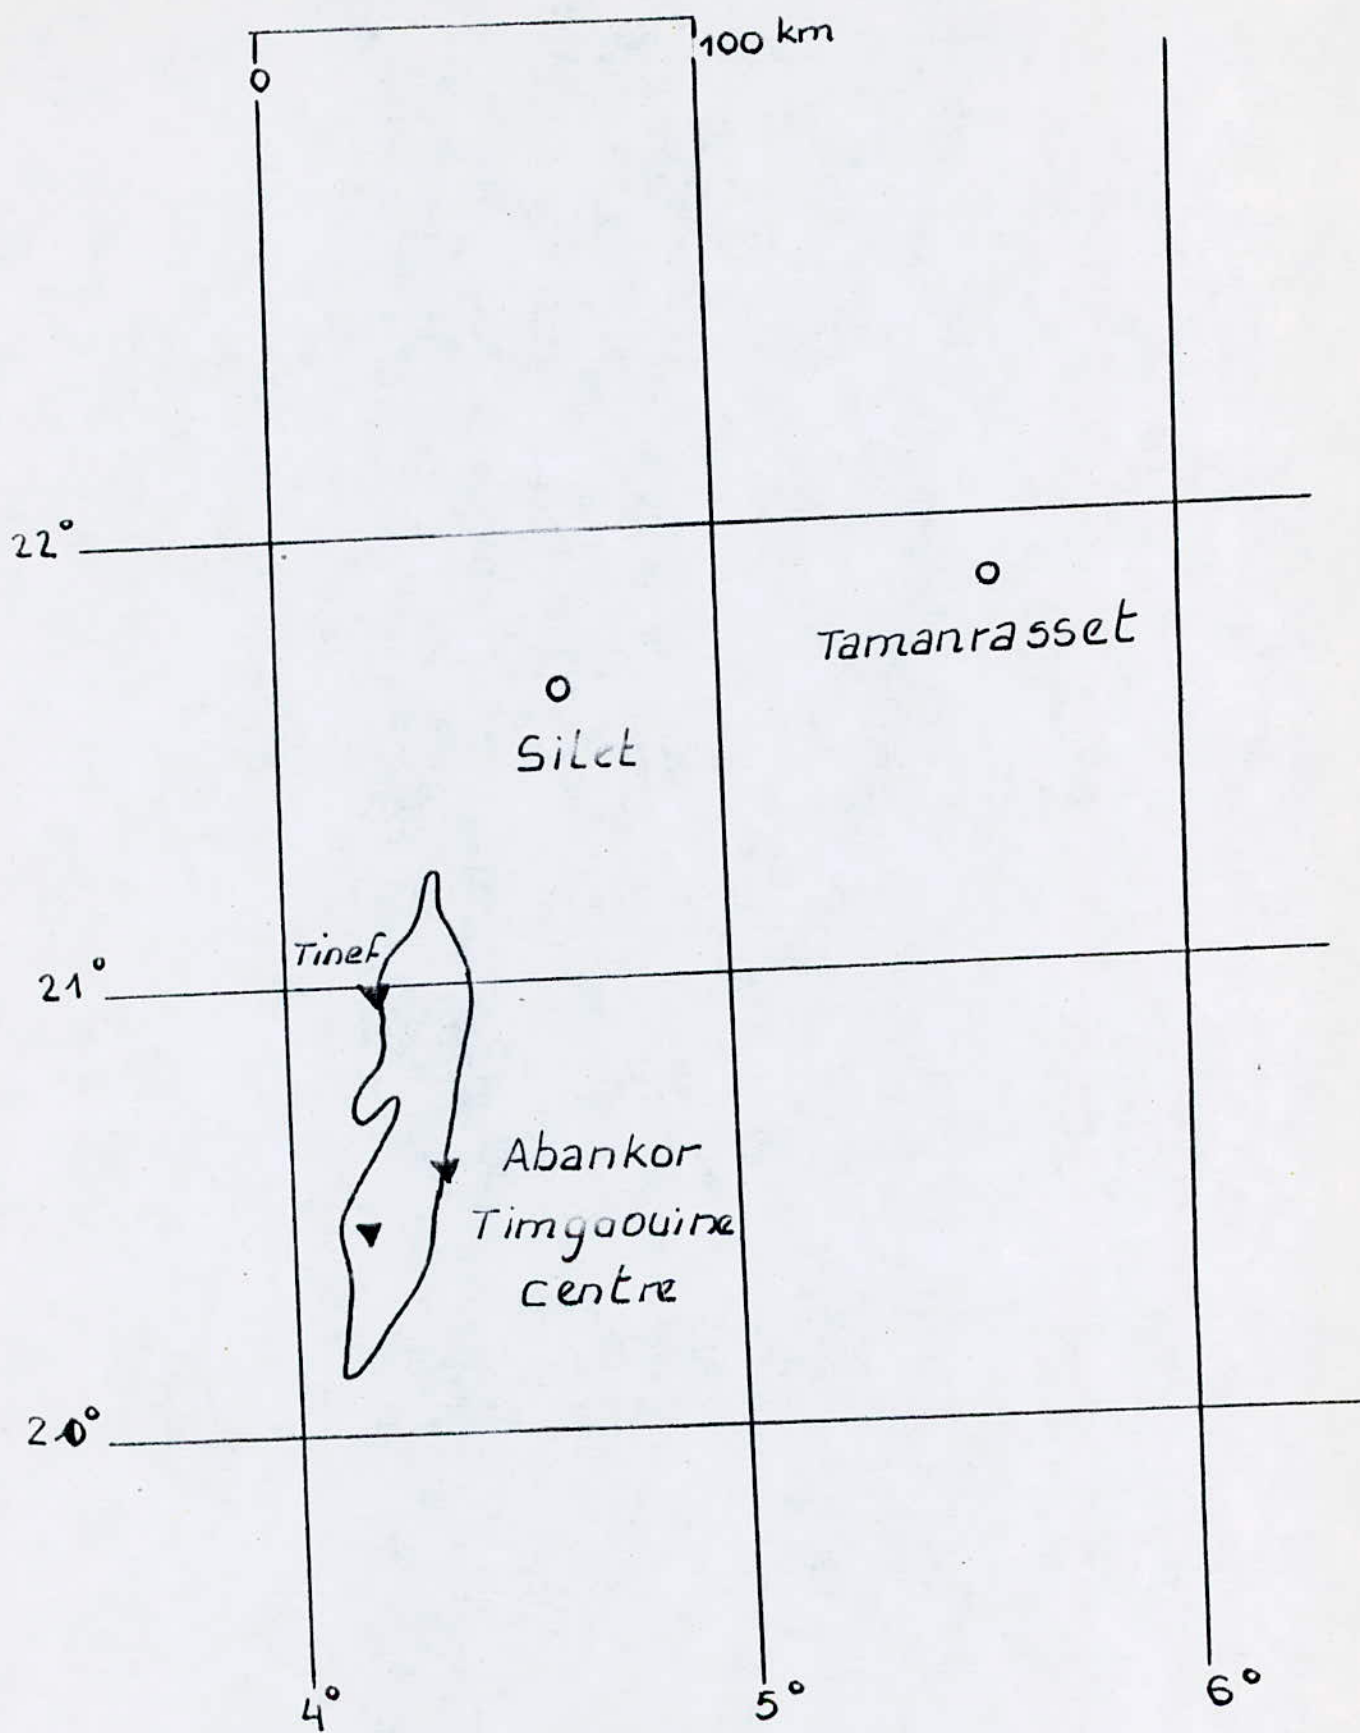 100 km
0
22°
Tamanrasset
Silet
Tinef
21°
Abankor
Timgaouine
centre
20°
4°
5°
6°